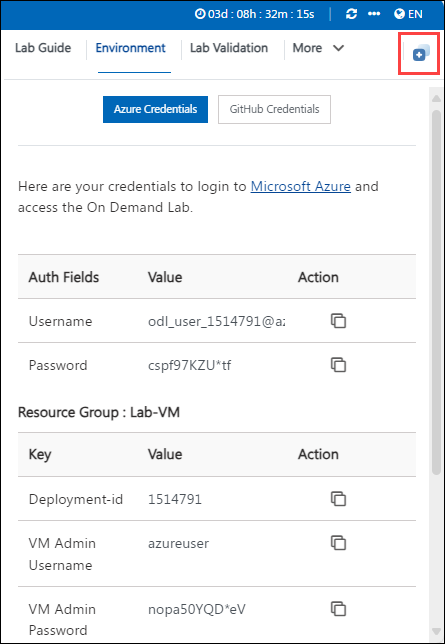 03d : 08h : 32m : 15s EN
Lab Guide Environment Lab Validation More
Azure Credentials GitHub Credentials
Here are your credentials to login to Microsoft Azure and
access the On Demand Lab.
Auth Fields Value Action
Username odl_user_1514791@az
Password cspf97KZU*tf
Resource Group : Lab-VM
Key Value Action
Deployment-id 1514791
VM Admin azureuser
Username
VM Admin nopa50YQD*eV
Password